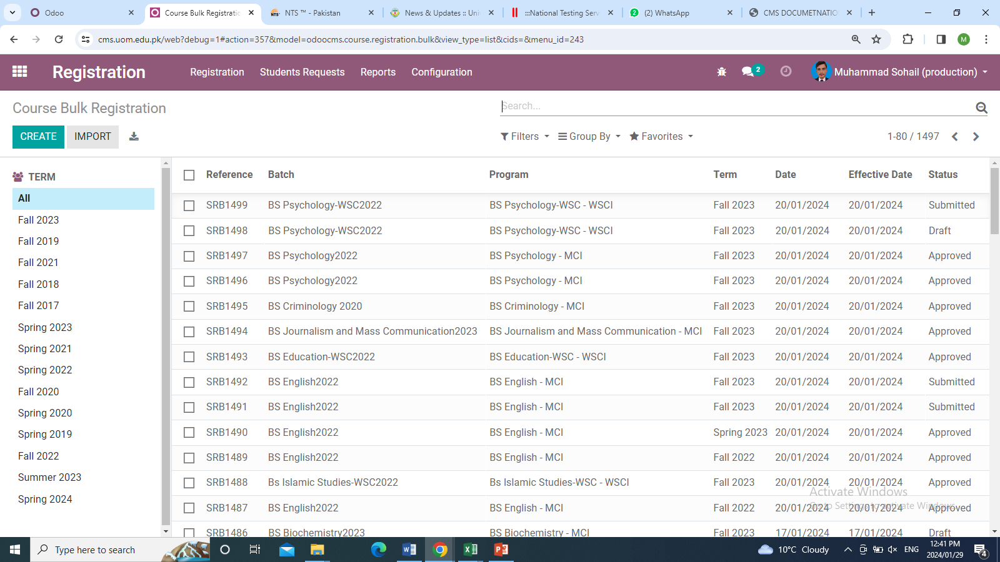 Odoo
Course Bulk Registratio
NTS ™ - Pakistan
News & Updates :: Uni
:::National Testing Serv
(2) WhatsApp
CMS DOCUMETNATIO
cms.uom.edu.pk/web?debug=1#action=357&model=odoocms.course.registration.bulk&view_type=list&cids=&menu_id=243
M
Registration
Registration Students Requests Reports Configuration
2
Muhammad Sohail (production)
Course Bulk Registration
Search...
CREATE IMPORT
Filters Group By Favorites
1-80 / 1497
TERM
All
Fall 2023
Fall 2019
Fall 2021
Fall 2018
Fall 2017
Spring 2023
Spring 2021
Spring 2022
Fall 2020
Spring 2020
Spring 2019
Fall 2022
Summer 2023
Spring 2024
Reference Batch Program Term Date Effective Date Status
SRB1499 BS Psychology-WSC2022 BS Psychology-WSC - WSCI Fall 2023 20/01/2024 20/01/2024 Submitted
SRB1498 BS Psychology-WSC2022 BS Psychology-WSC - WSCI Fall 2023 20/01/2024 20/01/2024 Draft
SRB1497 BS Psychology2022 BS Psychology - MCI Fall 2023 20/01/2024 20/01/2024 Approved
SRB1496 BS Psychology2022 BS Psychology - MCI Fall 2023 20/01/2024 20/01/2024 Approved
SRB1495 BS Criminology 2020 BS Criminology - MCI Fall 2023 20/01/2024 20/01/2024 Approved
SRB1494 BS Journalism and Mass Communication2023 BS Journalism and Mass Communication - MCI Fall 2023 20/01/2024 20/01/2024 Approved
SRB1493 BS Education-WSC2022 BS Education-WSC - WSCI Fall 2023 20/01/2024 20/01/2024 Approved
SRB1492 BS English2022 BS English - MCI Fall 2023 20/01/2024 20/01/2024 Submitted
SRB1491 BS English2022 BS English - MCI Fall 2023 20/01/2024 20/01/2024 Submitted
SRB1490 BS English2022 BS English - MCI Spring 2023 20/01/2024 20/01/2024 Approved
SRB1489 BS English2022 BS English - MCI Fall 2022 20/01/2024 20/01/2024 Approved
SRB1488 Bs Islamic Studies-WSC2022 Bs Islamic Studies-WSC - WSCI Fall 2023 20/01/2024 20/01/2024 Approved
SRB1487 BS English2022 BS English - MCI Fall 2022 20/01/2024 20/01/2024 Approved
SRB1486 BS Biochemistry2023 BS Biochemistry - MCI Fall 2023 17/01/2024 17/01/2024 Draft
Activate Windows
Go to Settings to activate Windows.
Type here to search
10°C Cloudy
ENG
12:41 PM
2024/01/29
4